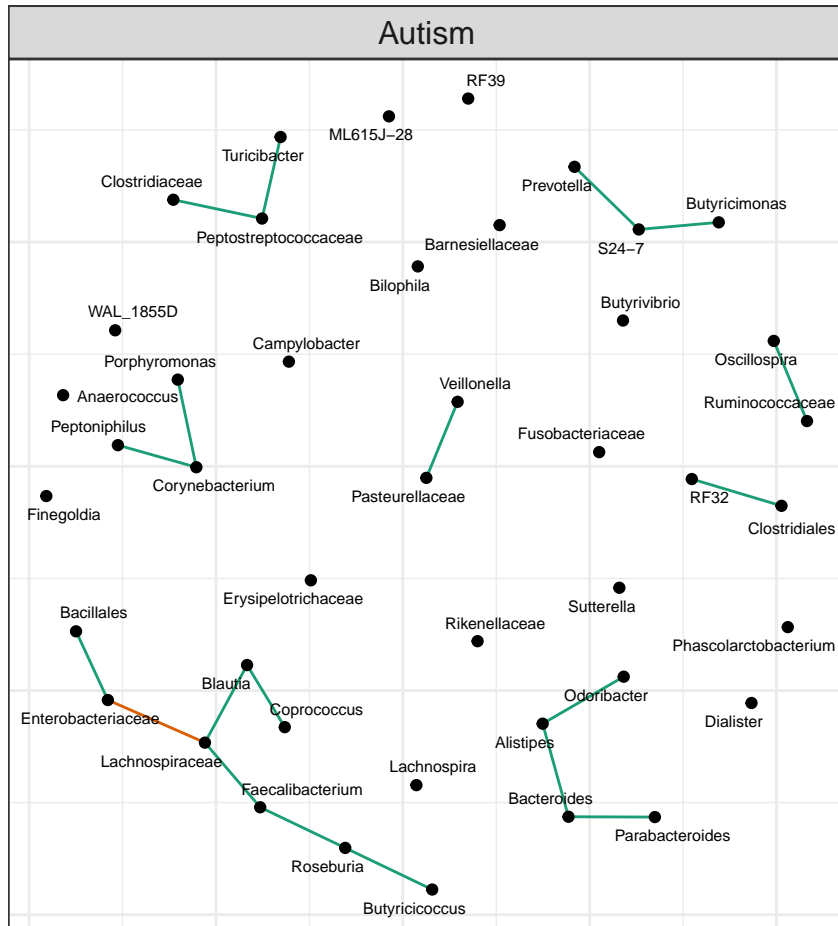 Autism
RF39
ML615J−28
Turicibacter
Clostridiaceae
Prevotella
Butyricimonas
Peptostreptococcaceae
Barnesiellaceae
S24−7
Bilophila
Butyrivibrio
WAL_1855D
Campylobacter
Porphyromonas
Oscillospira
Veillonella
Anaerococcus
Ruminococcaceae
Peptoniphilus
Fusobacteriaceae
Corynebacterium
Pasteurellaceae
RF32
Finegoldia
Clostridiales
Erysipelotrichaceae
Sutterella
Bacillales
Rikenellaceae
Phascolarctobacterium
Blautia
Odoribacter
Coprococcus
Enterobacteriaceae
Dialister
Alistipes
Lachnospiraceae
Lachnospira
Faecalibacterium
Bacteroides
Parabacteroides
Roseburia
Butyricicoccus